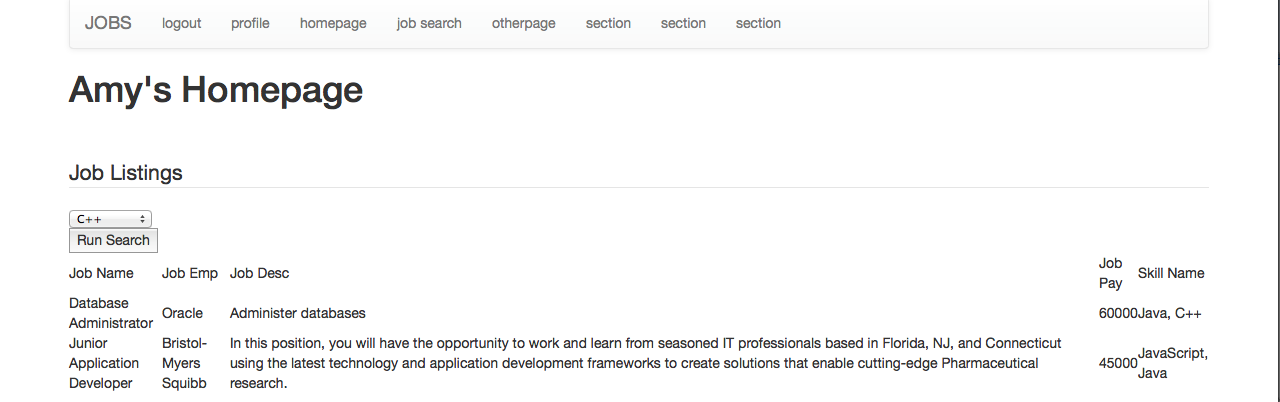 JOBS logout profile homepage job search otherpage section section section
Amy's Homepage
Job Listings
C++
Run Search
Job Name Job Emp Job Desc Job Pay Skill Name
Database Administrator Oracle Administer databases 60000 Java, C++
Junior Application Developer Bristol-Myers Squibb In this position, you will have the opportunity to work and learn from seasoned IT professionals based in Florida, NJ, and Connecticut using the latest technology and application development frameworks to create solutions that enable cutting-edge Pharmaceutical research. 45000 JavaScript, Java